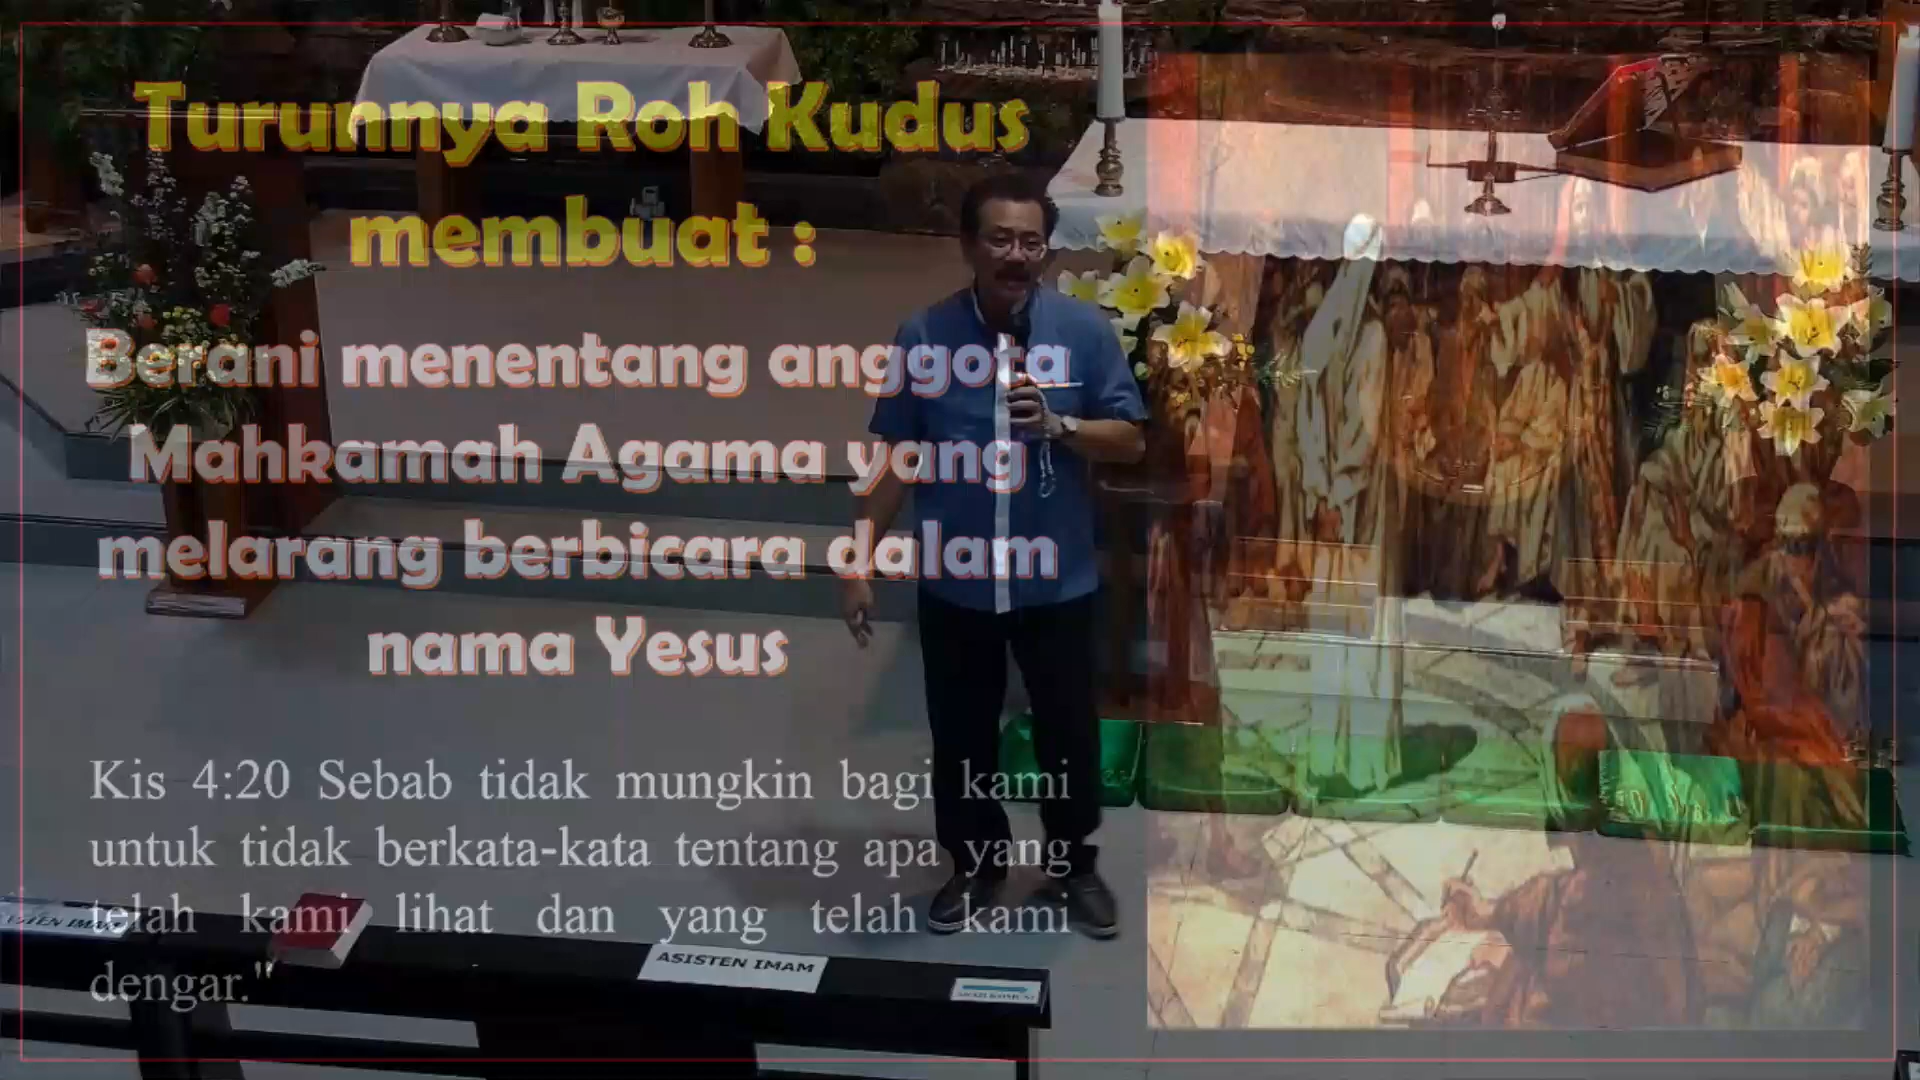 Turunnya Roh Kudus
membuat :
Berani menentang anggota
Mahkamah Agama yang
melarang berbicara dalam
nama Yesus
Kis 4:20 Sebab tidak mungkin bagi kami
untuk tidak berkata-kata tentang apa yang
telah kami lihat dan yang telah kami
dengar."
ASISTEN IMAM